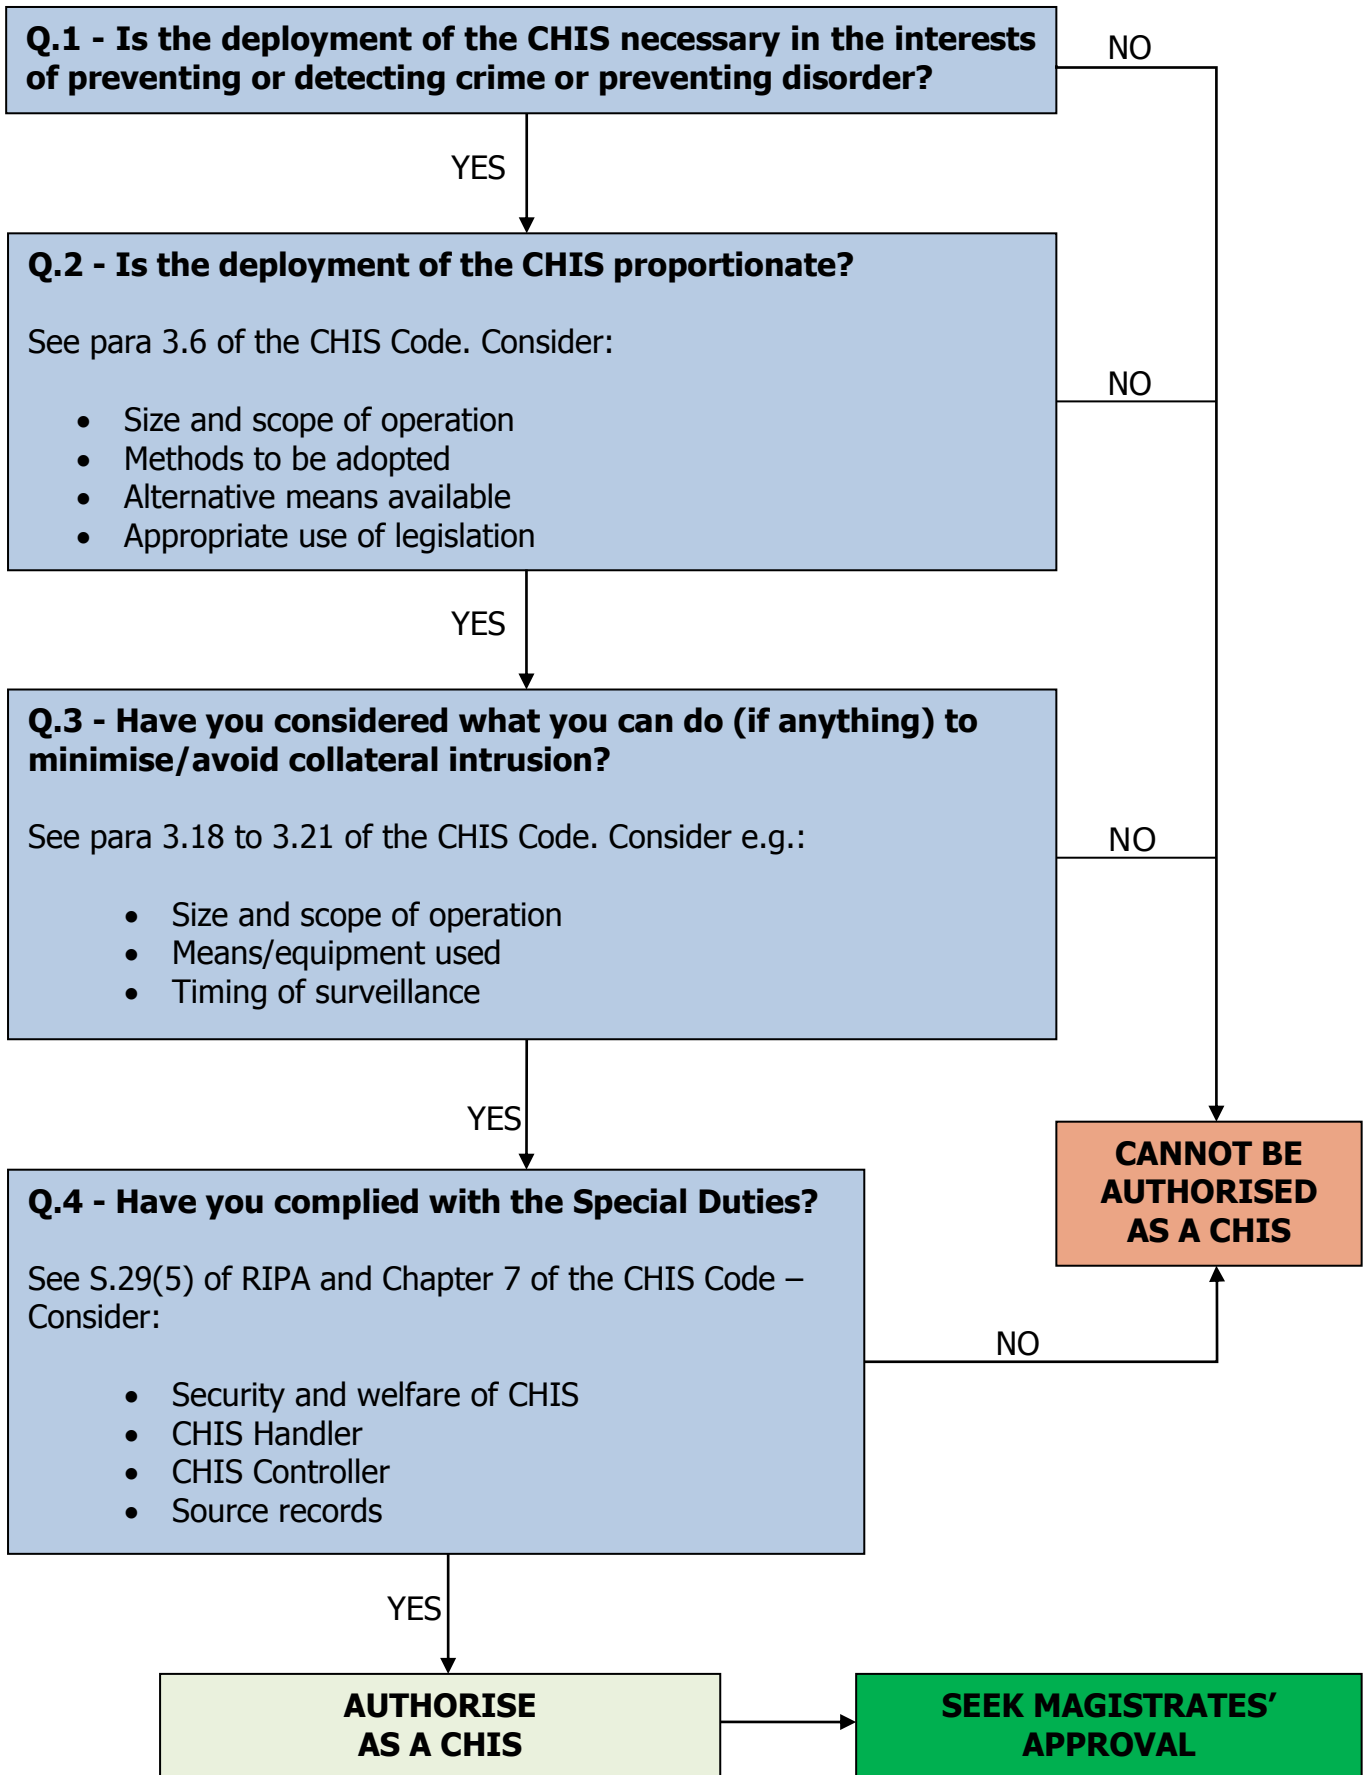 Q.1 - Is the deployment of the CHIS necessary in the interests
of preventing or detecting crime or preventing disorder?
NO
YES
Q.2 - Is the deployment of the CHIS proportionate?
See para 3.6 of the CHIS Code. Consider:
• Size and scope of operation
• Methods to be adopted
• Alternative means available
• Appropriate use of legislation
NO
YES
Q.3 - Have you considered what you can do (if anything) to
minimise/avoid collateral intrusion?
See para 3.18 to 3.21 of the CHIS Code. Consider e.g.:
• Size and scope of operation
• Means/equipment used
• Timing of surveillance
NO
YES
CANNOT BE
AUTHORISED
AS A CHIS
Q.4 - Have you complied with the Special Duties?
See S.29(5) of RIPA and Chapter 7 of the CHIS Code –
Consider:
• Security and welfare of CHIS
• CHIS Handler
• CHIS Controller
• Source records
NO
YES
AUTHORISE
AS A CHIS
SEEK MAGISTRATES’
APPROVAL